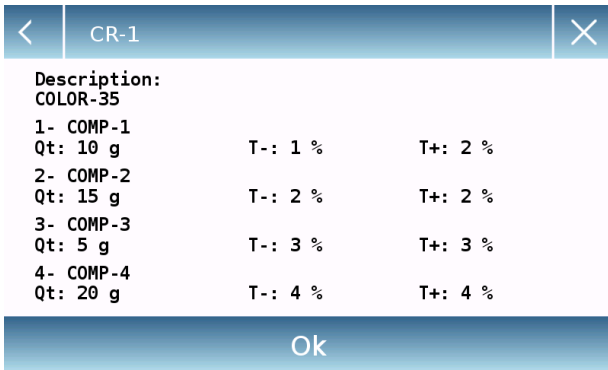 CR-1
Description:
COLOR-35
1- COMP-1
Qt: 10 g T-: 1 % T+: 2 %
2- COMP-2
Qt: 15 g T-: 2 % T+: 2 %
3- COMP-3
Qt: 5 g T-: 3 % T+: 3 %
4- COMP-4
Qt: 20 g T-: 4 % T+: 4 %
Ok